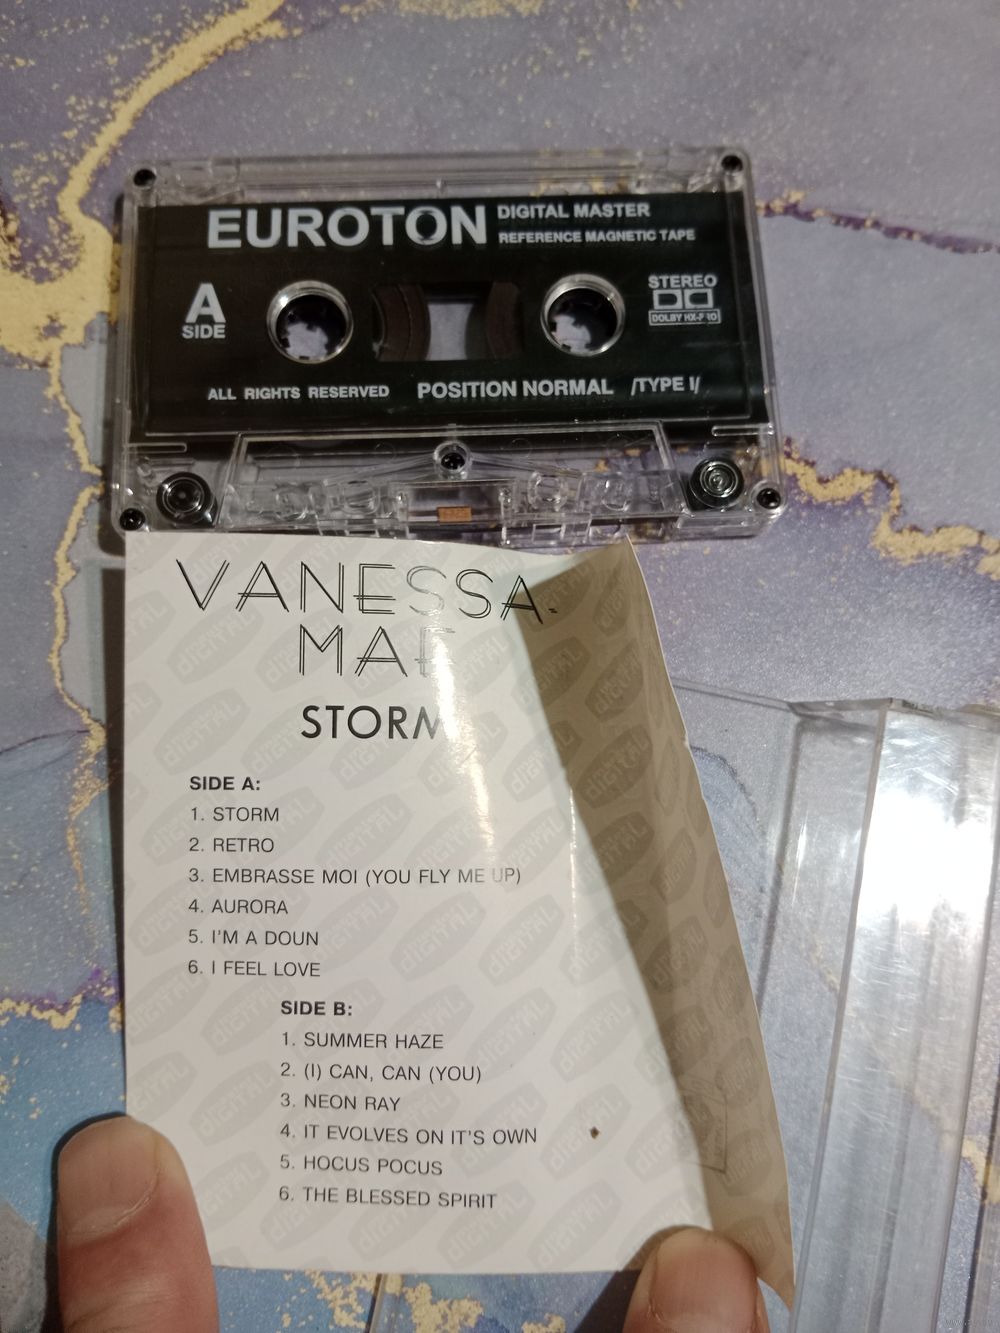 EUROTON
DIGITAL MASTER
REFERENCE MAGNETIC TAPE
A
SIDE
STEREO
DOLBY HX-PRO
ALL RIGHTS RESERVED POSITION NORMAL /TYPE I/
VANESSA-
MAE
STORM
SIDE A:
1. STORM
2. RETRO
3. EMBRASSE MOI (YOU FLY ME UP)
4. AURORA
5. I'M A DOUN
6. I FEEL LOVE
SIDE B:
1. SUMMER HAZE
2. (I) CAN, CAN (YOU)
3. NEON RAY
4. IT EVOLVES ON IT'S OWN
5. HOCUS POCUS
6. THE BLESSED SPIRIT